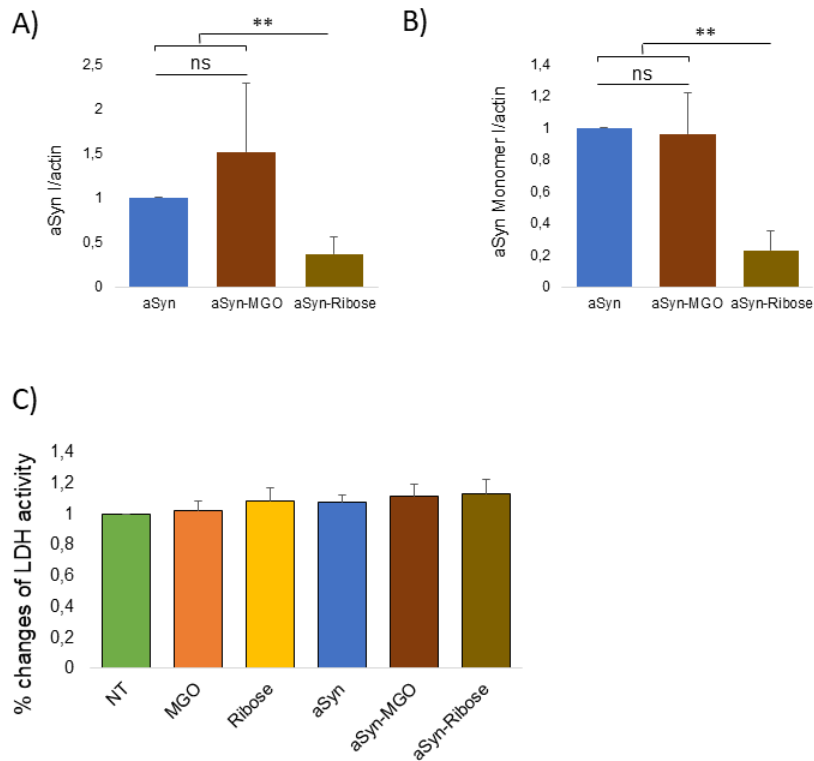 A)
**
ns
2,5
2
1,5
1
0,5
0
aSyn I/actin
aSyn
aSyn-MGO
aSyn-Ribose
B)
**
ns
1,4
1,2
1
0,8
0,6
0,4
0,2
0
aSyn Monomer I/actin
aSyn
aSyn-MGO
aSyn-Ribose
C)
1,4
1,2
1
0,8
0,6
0,4
0,2
0
% changes of LDH activity
NT
MGO
Ribose
aSyn
aSyn-MGO
aSyn-Ribose